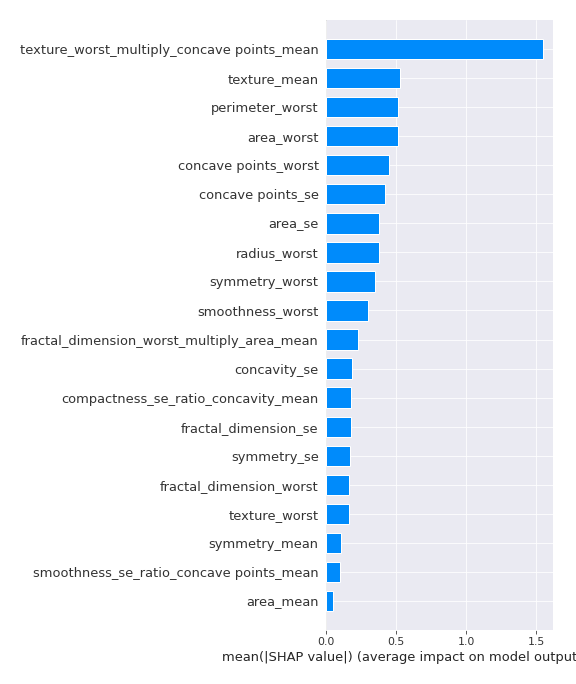 texture_worst_multiply_concave points_mean
texture_mean
perimeter_worst
area_worst
concave points_worst
concave points_se
area_se
radius_worst
symmetry_worst
smoothness_worst
fractal_dimension_worst_multiply_area_mean
concavity_se
compactness_se_ratio_concavity_mean
fractal_dimension_se
symmetry_se
fractal_dimension_worst
texture_worst
symmetry_mean
smoothness_se_ratio_concave points_mean
area_mean
0.0 0.5 1.0 1.5
mean(|SHAP value|) (average impact on model output